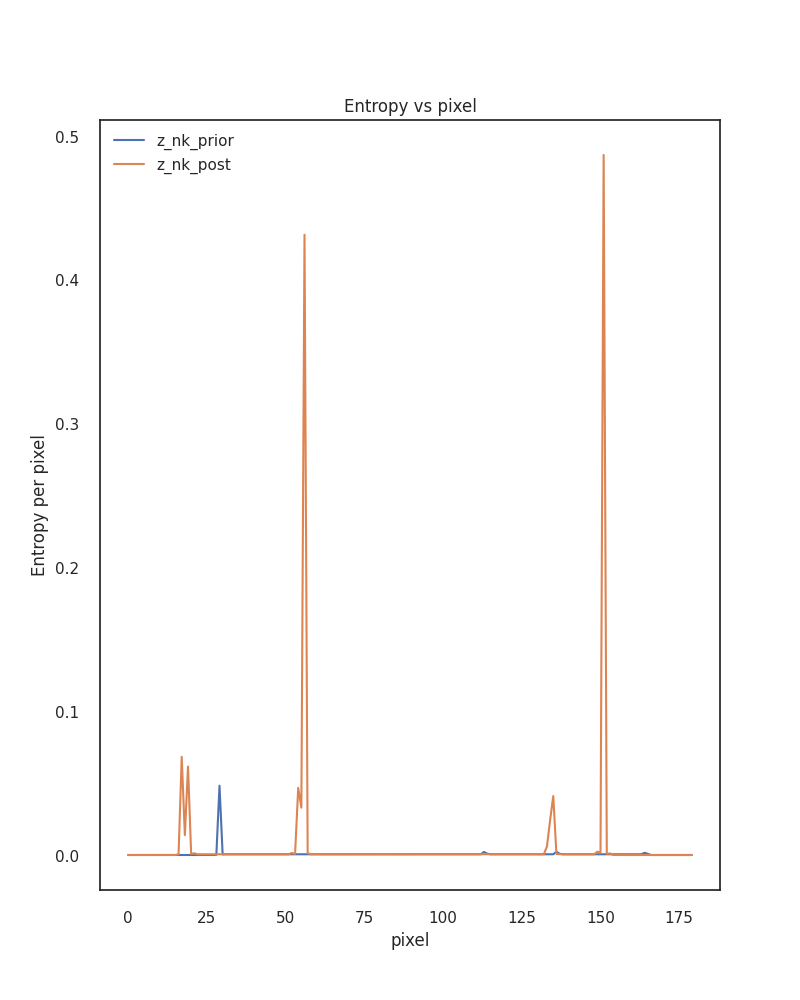 Entropy vs pixel
z_nk_prior
z_nk_post
Entropy per pixel
0.5
0.4
0.3
0.2
0.1
0.0
0 25 50 75 100 125 150 175
pixel